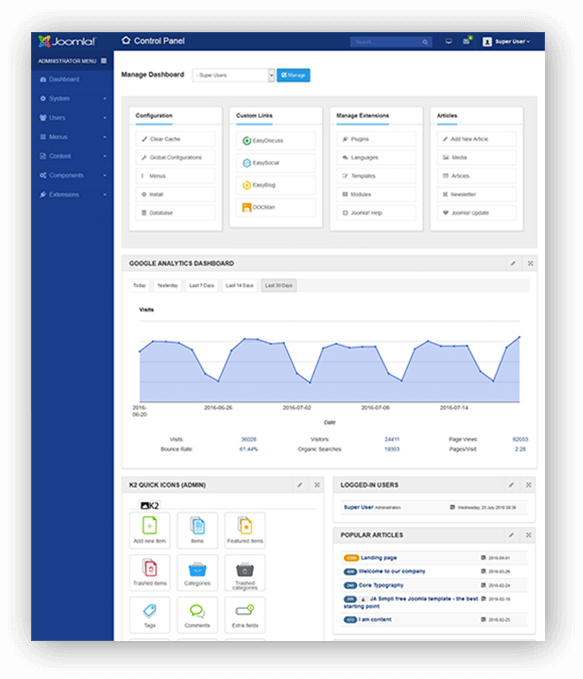 Joomla!
Control Panel
Search
Super User
ADMINISTRATOR MENU
Dashboard
System
Users
Menus
Content
Components
Extensions
Manage Dashboard
- Super Users
Manage
Configuration
Clear Cache
Global Configurations
Menus
Install
Database
Custom Links
EasyDiscuss
EasySocial
EasyBlog
DOCMan
Manage Extensions
Plugins
Languages
Templates
Modules
Joomla! Help
Articles
Add New Article
Media
Articles
Newsletter
Joomla! Update
GOOGLE ANALYTICS DASHBOARD
Today Yesterday Last 7 Days Last 14 Days Last 30 Days
Visits
2016-06-20 2016-06-26 2016-07-02 2016-07-08 2016-07-14
Date
Visits: 36028 Visitors: 24411 Page Views: 82053
Bounce Rate: 61.44% Organic Searches: 19303 Pages/Visit: 2.28
K2 QUICK ICONS (ADMIN)
K2
Add new item
Items
Featured items
Trashed items
Categories
Trashed categories
Tags
Comments
Extra fields
LOGGED-IN USERS
Super User Administration Wednesday, 20 July 2016
POPULAR ARTICLES
Landing page 2016-04-01
Welcome to our company 2016-03-26
Core Typography 2016-02-24
JA Simpli free Joomla template - the best starting point 2016-02-18
I am content 2016-02-25